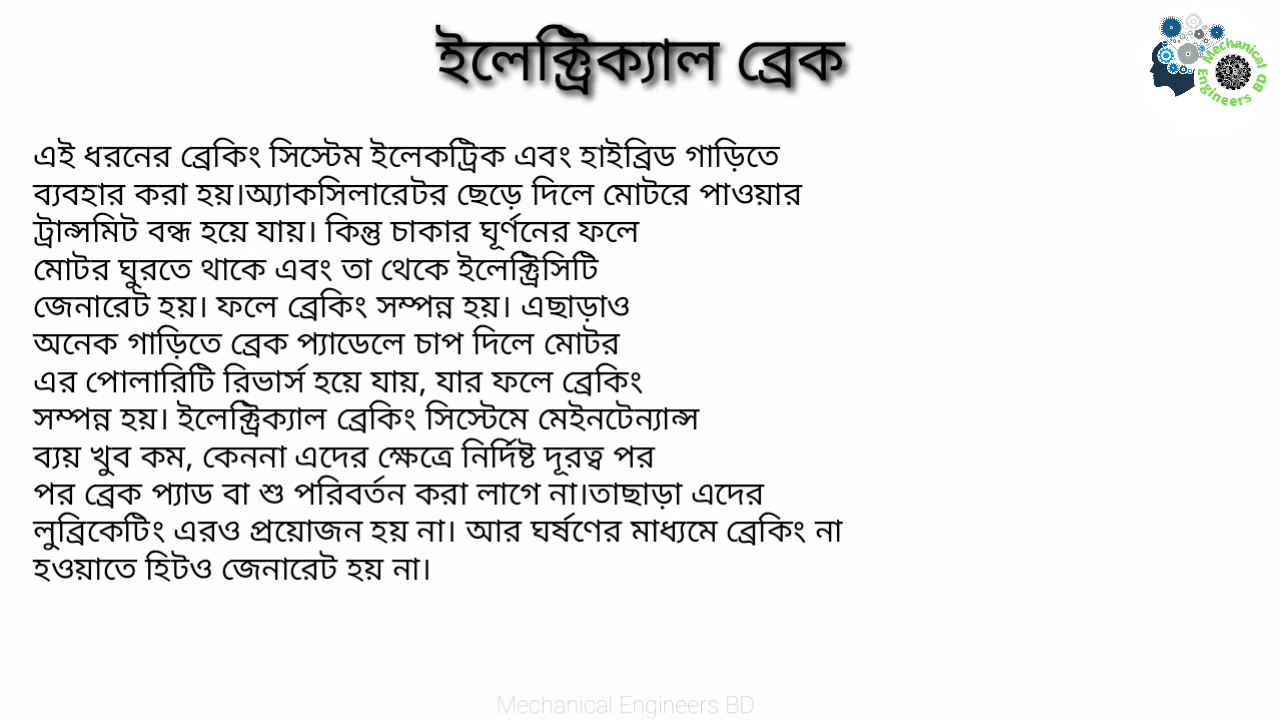 ইলেক্ট্রিক্যাল ব্রেক
Mechanical Engineers BD
এই ধরনের ব্রেকিং সিস্টেম ইলেকট্রিক এবং হাইব্রিড গাড়িতে
ব্যবহার করা হয়।অ্যাকসিলারেটর ছেড়ে দিলে মোটরে পাওয়ার
ট্রান্সমিট বন্ধ হয়ে যায়। কিন্তু চাকার ঘূর্ণনের ফলে
মোটর ঘুরতে থাকে এবং তা থেকে ইলেক্ট্রিসিটি
জেনারেট হয়। ফলে ব্রেকিং সম্পন্ন হয়। এছাড়াও
অনেক গাড়িতে ব্রেক প্যাডেলে চাপ দিলে মোটর
এর পোলারিটি রিভার্স হয়ে যায়, যার ফলে ব্রেকিং
সম্পন্ন হয়। ইলেক্ট্রিক্যাল ব্রেকিং সিস্টেমে মেইনটেন্যান্স
ব্যয় খুব কম, কেননা এদের ক্ষেত্রে নির্দিষ্ট দূরত্ব পর
পর ব্রেক প্যাড বা শু পরিবর্তন করা লাগে না।তাছাড়া এদের
লুব্রিকেটিং এরও প্রয়োজন হয় না। আর ঘর্ষণের মাধ্যমে ব্রেকিং না
হওয়াতে হিটও জেনারেট হয় না।
Mechanical Engineers BD